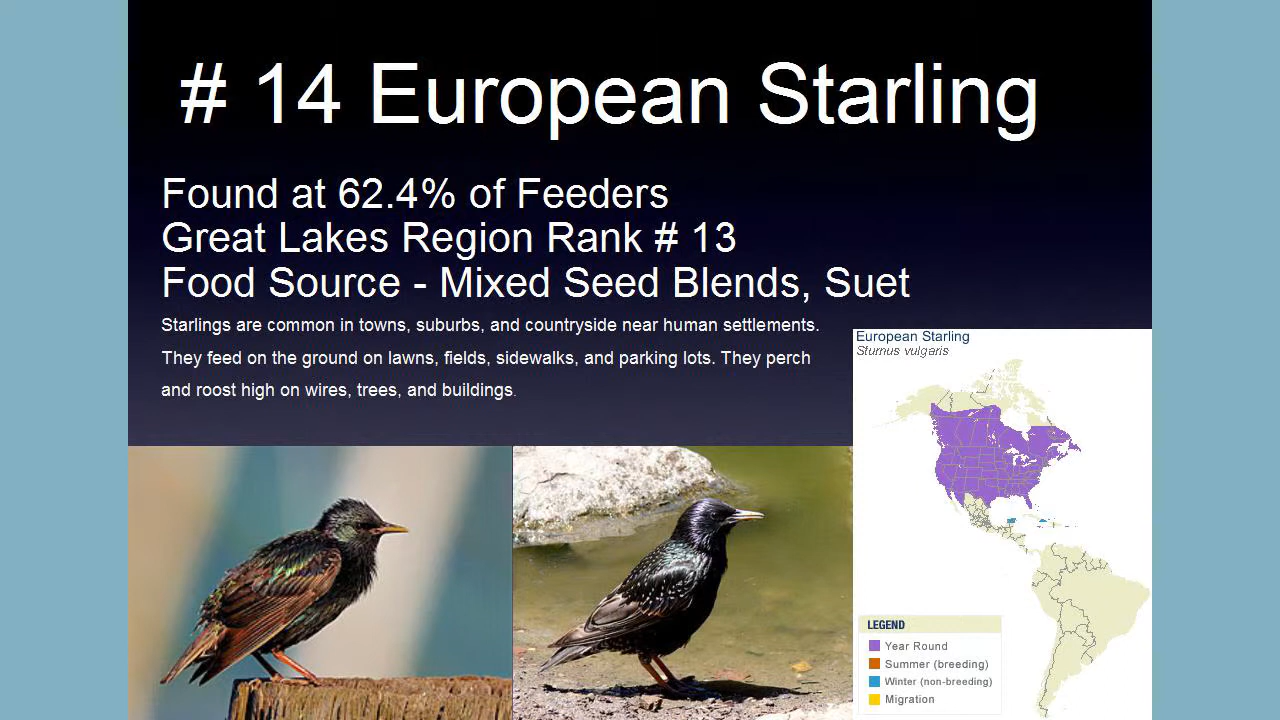 # 14 European Starling
Found at 62.4% of Feeders
Great Lakes Region Rank # 13
Food Source - Mixed Seed Blends, Suet
Starlings are common in towns, suburbs, and countryside near human settlements.
They feed on the ground on lawns, fields, sidewalks, and parking lots. They perch
and roost high on wires, trees, and buildings.
European Starling
Sturnus vulgaris
LEGEND
Year Round
Summer (breeding)
Winter (non-breeding)
Migration